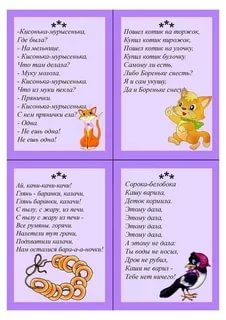 ***
-Кисонька-мурысенька,
Где была?
- На мельнице.
- Кисонька-мурысенька,
Что там делала?
- Муку молола.
- Кисонька-мурысенька,
Что из муки пекла?
- Прянички.
- Кисонька-мурысенька,
С кем прянички ела?
- Одна.
- Не ешь одна!
Не ешь одна!
***
Пошел котик на торжок,
Купил котик пирожок,
Пошел котик на улочку,
Купил котик булочку.
Самому ли есть,
Либо Бореньке снесть?
Я и сам укушу,
Да и Бореньке снесу.
***
Ай, качи-качи-качи!
Глянь - баранки, калачи,
Глянь - баранки, калачи!
С пылу, с жару, из печи.
С пылу, с жару, из печи -
Все румяны, горячи.
Налетели тут грачи,
Подхватили калачи,
Нам остались бара-а-а-ночки!
***
Сорока-белобока
Кашу варила,
Деток кормила.
Этому дала,
Этому дала,
Этому дала,
Этому дала,
А этому не дала:
Ты воды не носил,
Дров не рубил,
Каши не варил -
Тебе нет ничего!